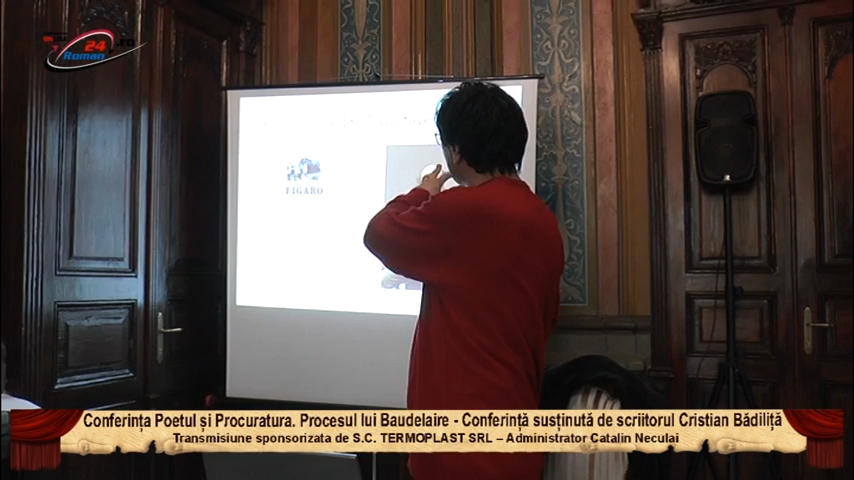 24
.ro
Roman
FIGARO
Conferința Poetul și Procuratura. Procesul lui Baudelaire - Conferință susținută de scriitorul Cristian Bădiliță
Transmisiune sponsorizata de S.C. TERMOPLAST SRL – Administrator Catalin Neculai